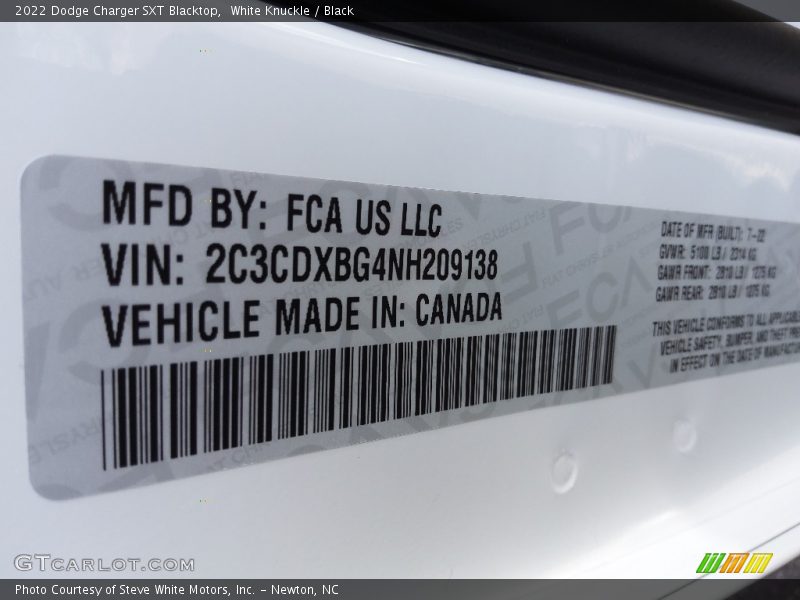 2022 Dodge Charger SXT Blacktop,  White Knuckle / Black
MFD BY: FCA US LLC
VIN: 2C3CDXBG4NH209138
VEHICLE MADE IN: CANADA
DATE OF MFR (BUILT): 7-22
GVWR: 5100 LB / 2314 KG
GAWR FRONT: 2810 LB / 1275 KG
GAWR REAR: 2810 LB / 1275 KG
THIS VEHICLE CONFORMS TO ALL
VEHICLE SAFETY, BUMPER, AND THEFT
IN EFFECT ON THE DATE OF
GTCARLOT.COM
Photo Courtesy of Steve White Motors, Inc. – Newton, NC